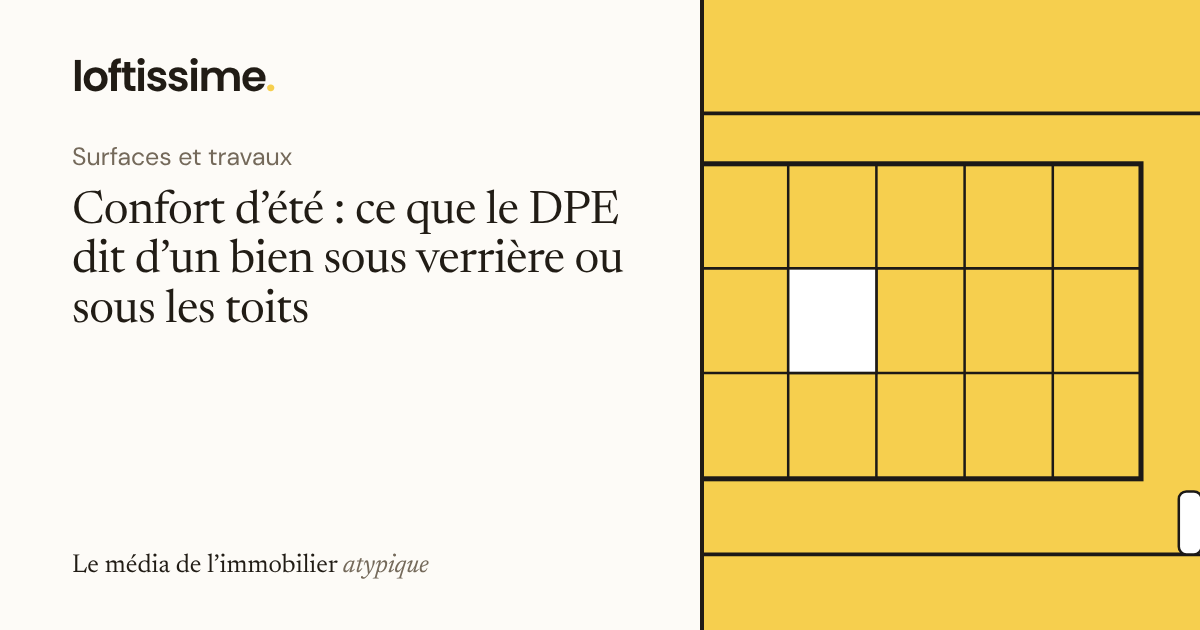 loftissime.
Surfaces et travaux
Confort d’été : ce que le DPE
dit d’un bien sous verrière ou
sous les toits
Le média de l’immobilier atypique